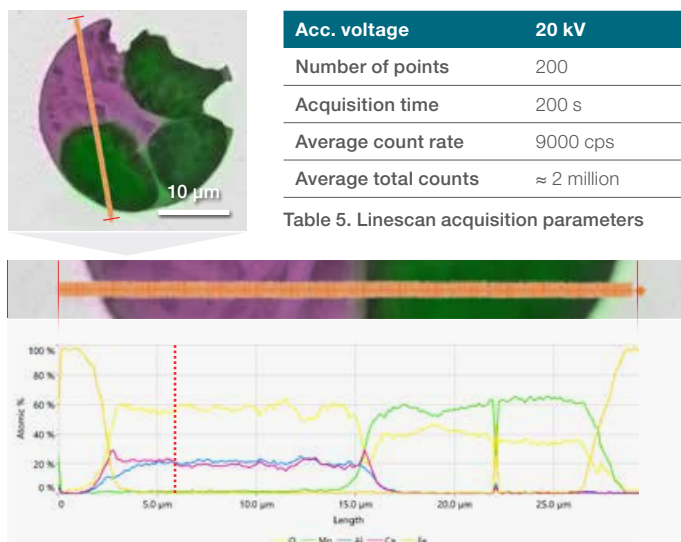 Acc. voltage 20 kV
Number of points 200
Acquisition time 200 s
Average count rate 9000 cps
Average total counts ≈ 2 million
Table 5. Linescan acquisition parameters
10 µm
100 %
80 %
60 %
40 %
20 %
0 %
Atomic %
0 5.0 µm 10.0 µm 15.0 µm 20.0 µm 25.0 µm
Length
O Mn Al Ca Fe